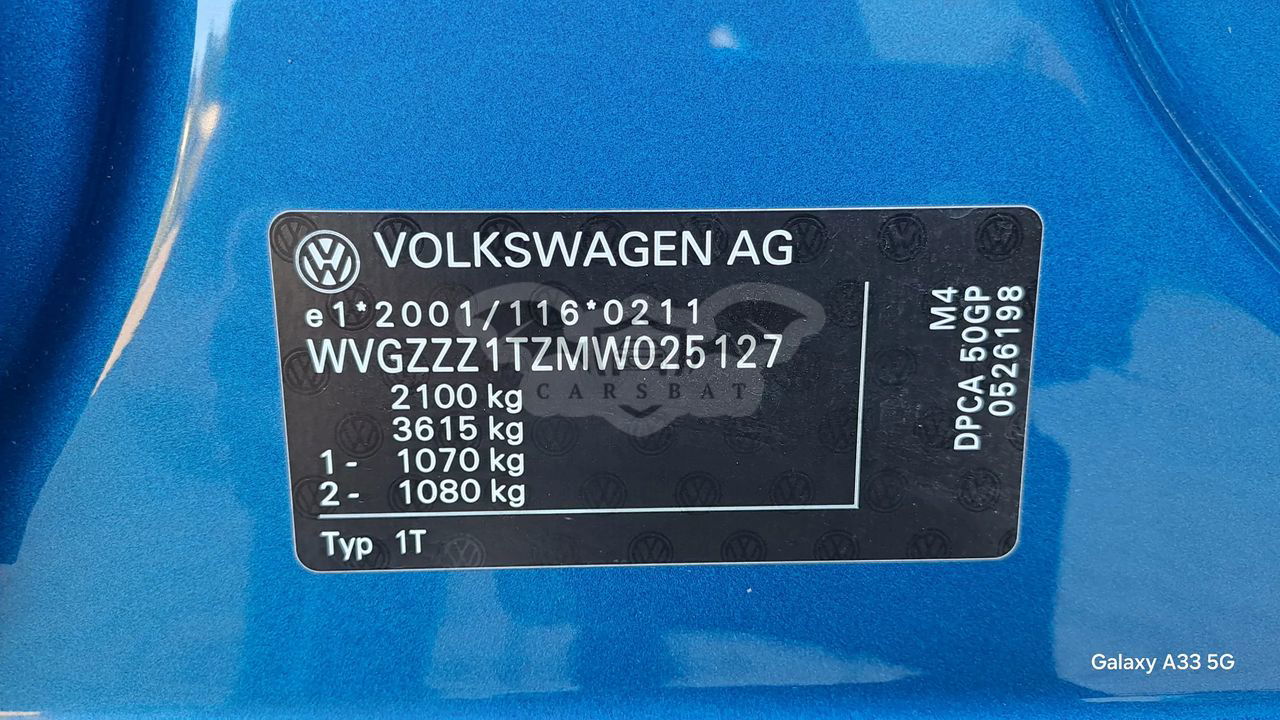 VOLKSWAGEN AG
e1*2001/116*0211
WVGZZZ1TZMW025127
2100 kg
3615 kg
1- 1070 kg
2- 1080 kg
Typ 1T
M4
DPCA 50GP
0526198
CARSBAT
Galaxy A33 5G